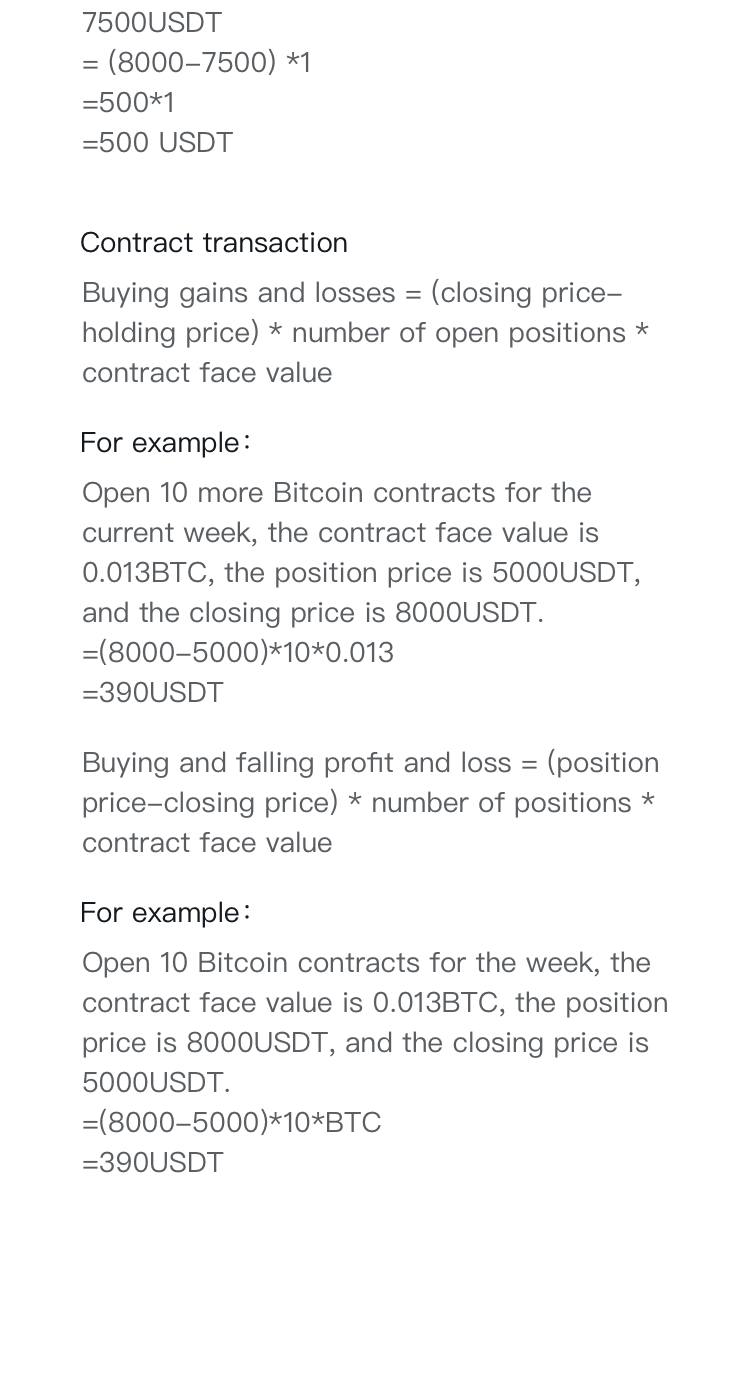 7500USDT
= (8000–7500) *1
=500*1
=500 USDT
Contract transaction
Buying gains and losses = (closing price–
holding price) * number of open positions *
contract face value
For example：
Open 10 more Bitcoin contracts for the
current week, the contract face value is
0.013BTC, the position price is 5000USDT,
and the closing price is 8000USDT.
=(8000–5000)*10*0.013
=390USDT
Buying and falling profit and loss = (position
price–closing price) * number of positions *
contract face value
For example：
Open 10 Bitcoin contracts for the week, the
contract face value is 0.013BTC, the position
price is 8000USDT, and the closing price is
5000USDT.
=(8000–5000)*10*BTC
=390USDT